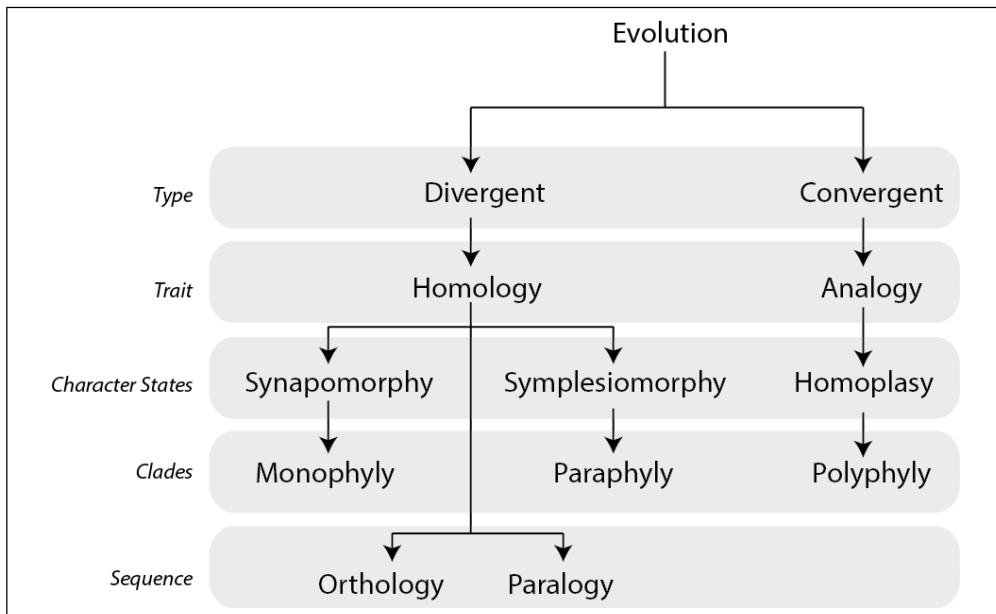 Evolution
Type Divergent Convergent
Trait Homology Analogy
Character States Synapomorphy Symplesiomorphy Homoplasy
Clades Monophyly Paraphyly Polyphyly
Sequence Orthology Paralogy